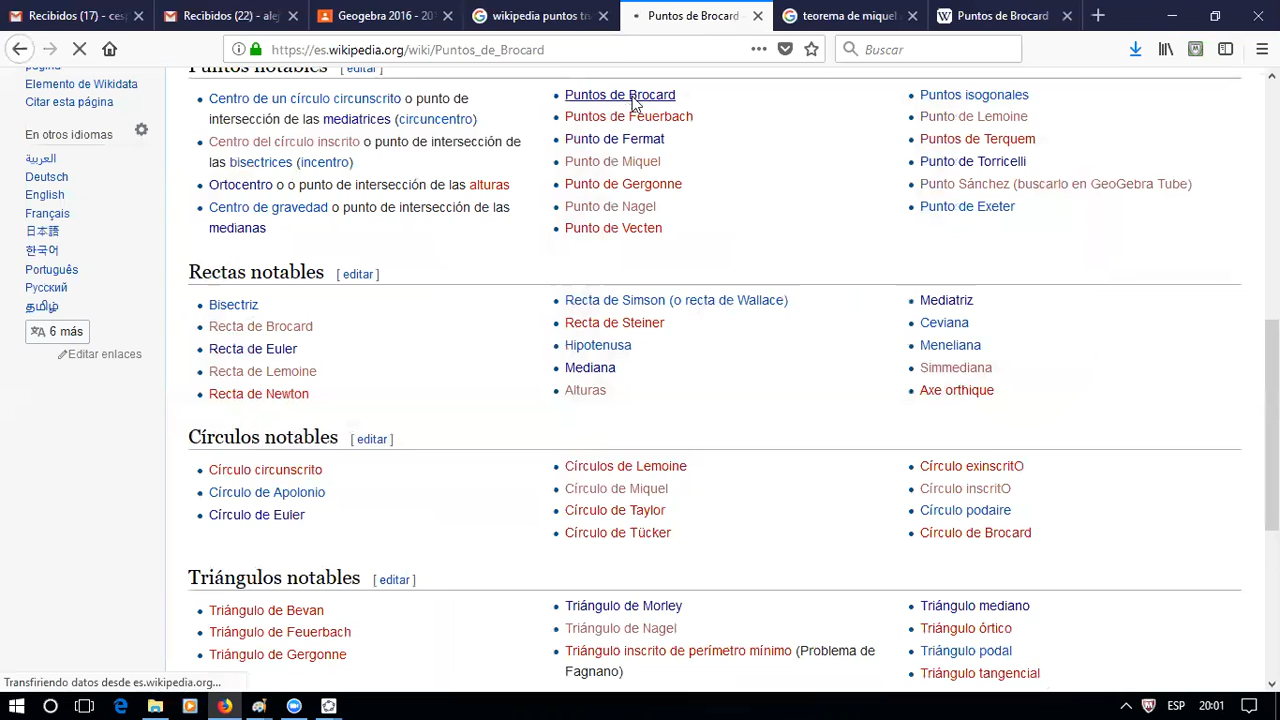 Recibidos (17) - ces
Recibidos (22) - alej
Geogebra 2016 - 201
wikipedia puntos tri
Puntos de Brocard -
teorema de miquel
Puntos de Brocard
https://es.wikipedia.org/wiki/Puntos_de_Brocard
Buscar
página
Elemento de Wikidata
Citar esta página
En otros idiomas
العربية
Deutsch
English
Français
日本語
한국어
Português
Русский
தமிழ்
6 más
Editar enlaces
Puntos notables [ editar ]
Centro de un círculo circunscrito o punto de
intersección de las mediatrices (circuncentro)
Centro del círculo inscrito o punto de intersección de
las bisectrices (incentro)
Ortocentro o o punto de intersección de las alturas
Centro de gravedad o punto de intersección de las
medianas
Puntos de Brocard
Puntos de Feuerbach
Punto de Fermat
Punto de Miquel
Punto de Gergonne
Punto de Nagel
Punto de Vecten
Puntos isogonales
Punto de Lemoine
Puntos de Terquem
Punto de Torricelli
Punto Sánchez (buscarlo en GeoGebra Tube)
Punto de Exeter
Rectas notables [ editar ]
Bisectriz
Recta de Brocard
Recta de Euler
Recta de Lemoine
Recta de Newton
Recta de Simson (o recta de Wallace)
Recta de Steiner
Hipotenusa
Mediana
Alturas
Mediatriz
Ceviana
Meneliana
Simmediana
Axe orthique
Círculos notables [ editar ]
Círculo circunscrito
Círculo de Apolonio
Círculo de Euler
Círculos de Lemoine
Círculo de Miquel
Círculo de Taylor
Círculo de Tücker
Círculo exinscritO
Círculo inscritO
Círculo podaire
Círculo de Brocard
Triángulos notables [ editar ]
Triángulo de Bevan
Triángulo de Feuerbach
Triángulo de Gergonne
Triángulo de Morley
Triángulo de Nagel
Triángulo inscrito de perímetro mínimo (Problema de
Fagnano)
Triángulo mediano
Triángulo órtico
Triángulo podal
Triángulo tangencial
Transfiriendo datos desde es.wikipedia.org...
ESP
20:01